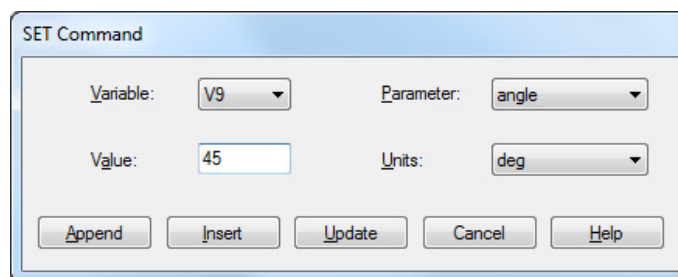 SET Command
Variable: V9 Parameter: angle
Value: 45 Units: deg
Append Insert Update Cancel Help